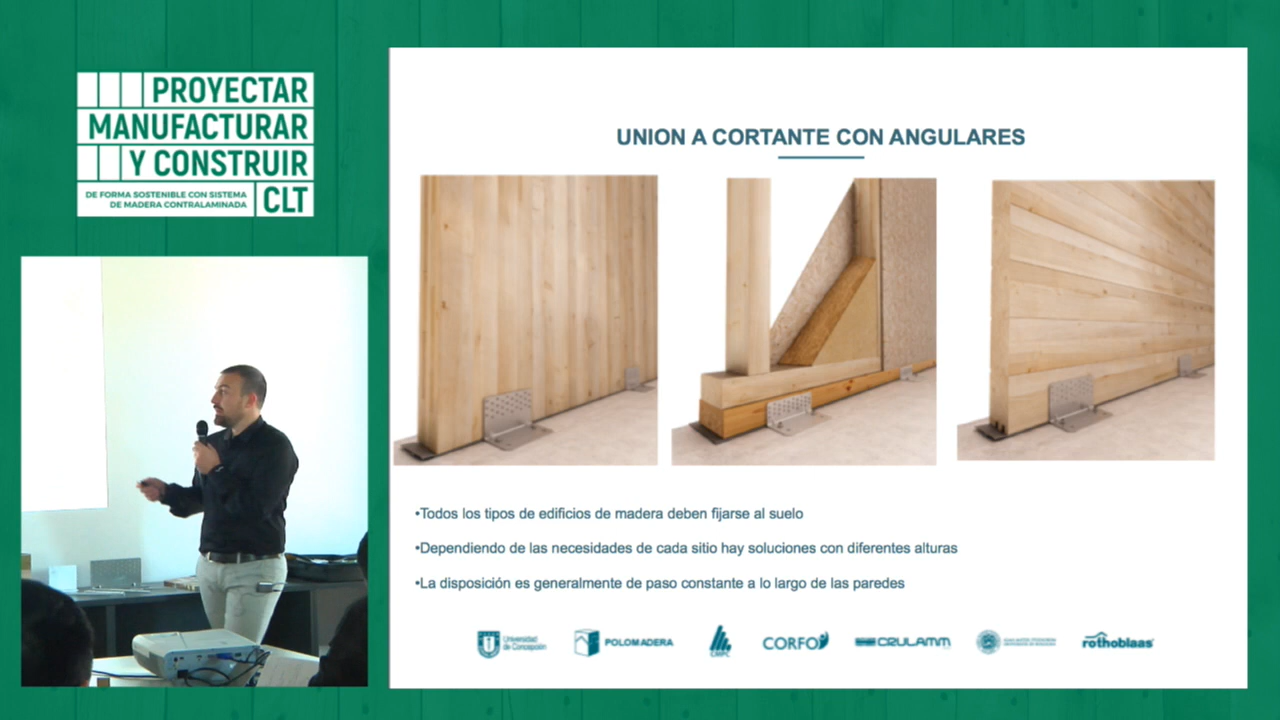 PROYECTAR
MANUFACTURAR
Y CONSTRUIR
DE FORMA SOSTENIBLE CON SISTEMA
DE MADERA CONTRALAMINADA
CLT
UNION A CORTANTE CON ANGULARES
•Todos los tipos de edificios de madera deben fijarse al suelo
•Dependiendo de las necesidades de cada sitio hay soluciones con diferentes alturas
•La disposición es generalmente de paso constante a lo largo de las paredes
Universidad
de Concepción
POLOMADERA
CMPC
CORFO
CRULAMM
rothoblaas